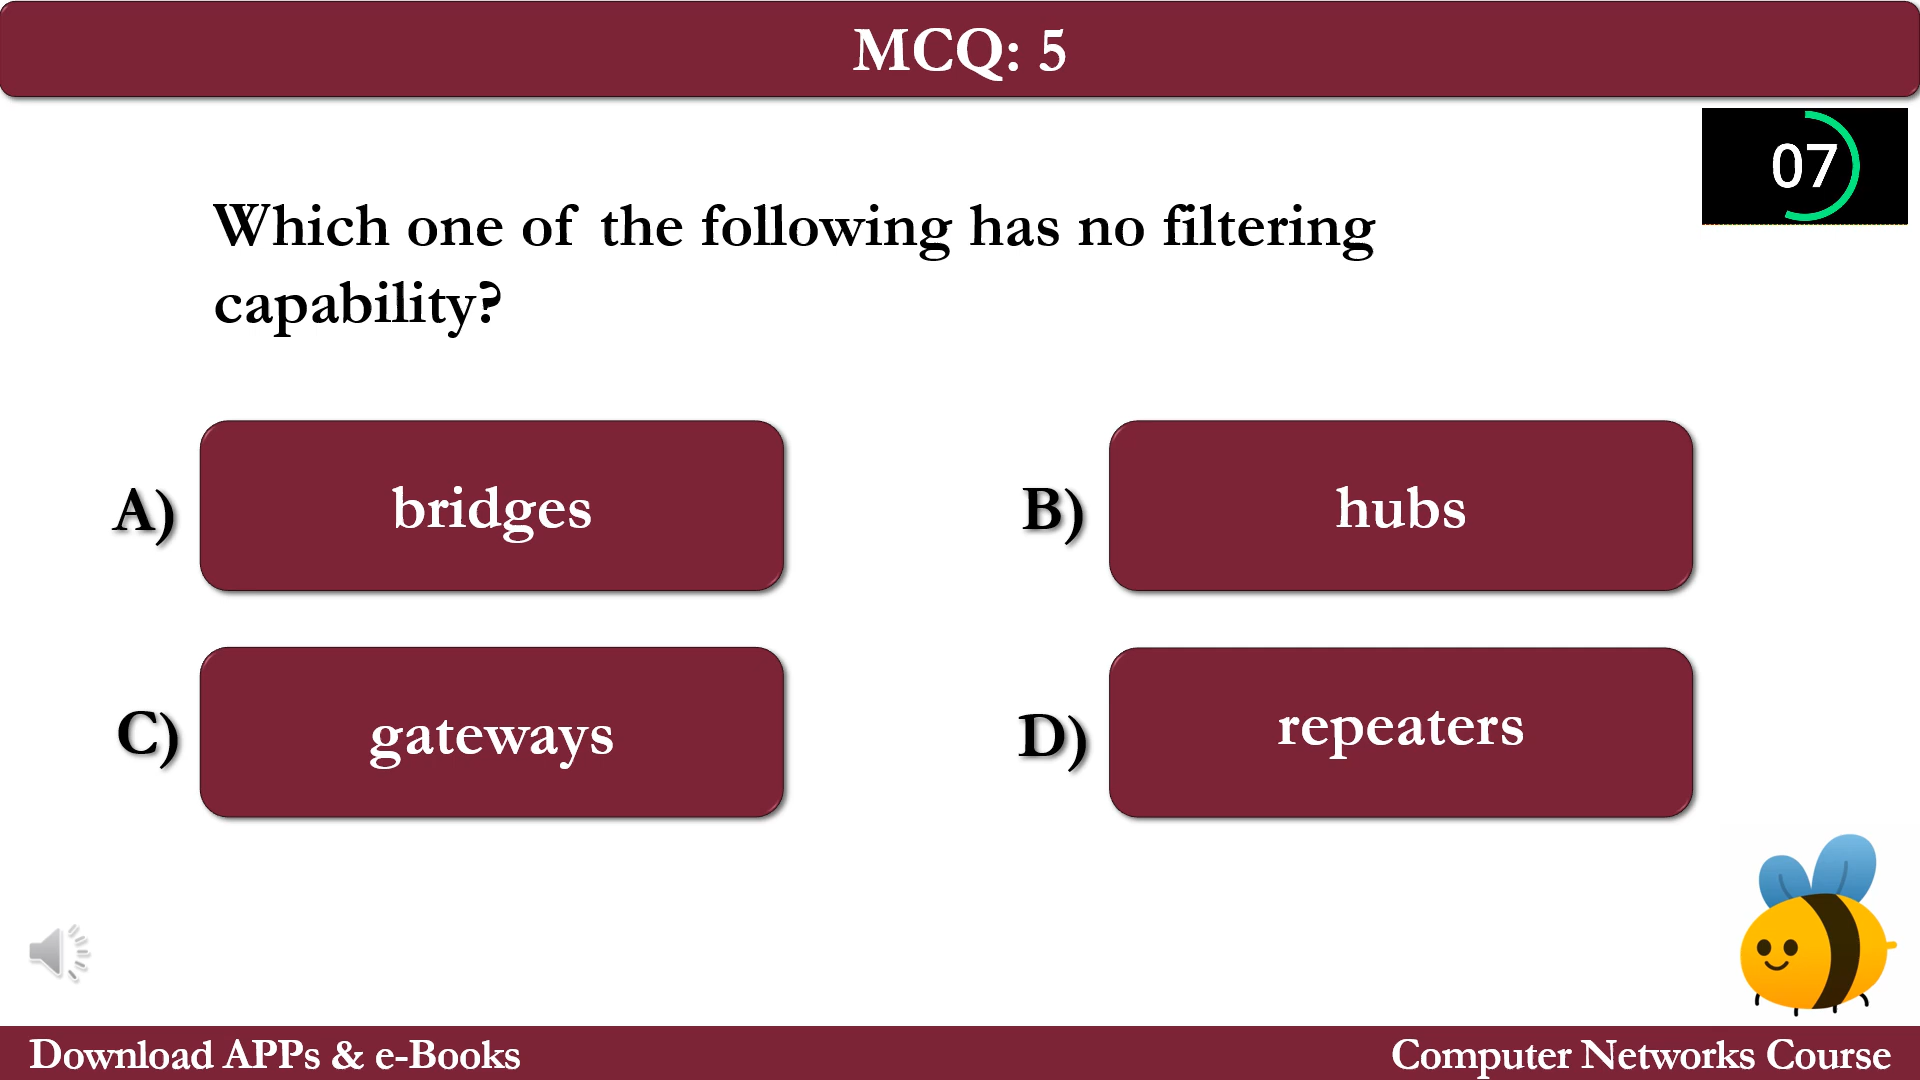 MCQ: 5
07
Which one of the following has no filtering
capability?
A) bridges
B) hubs
C) gateways
D) repeaters
Download APPs & e-Books
Computer Networks Course